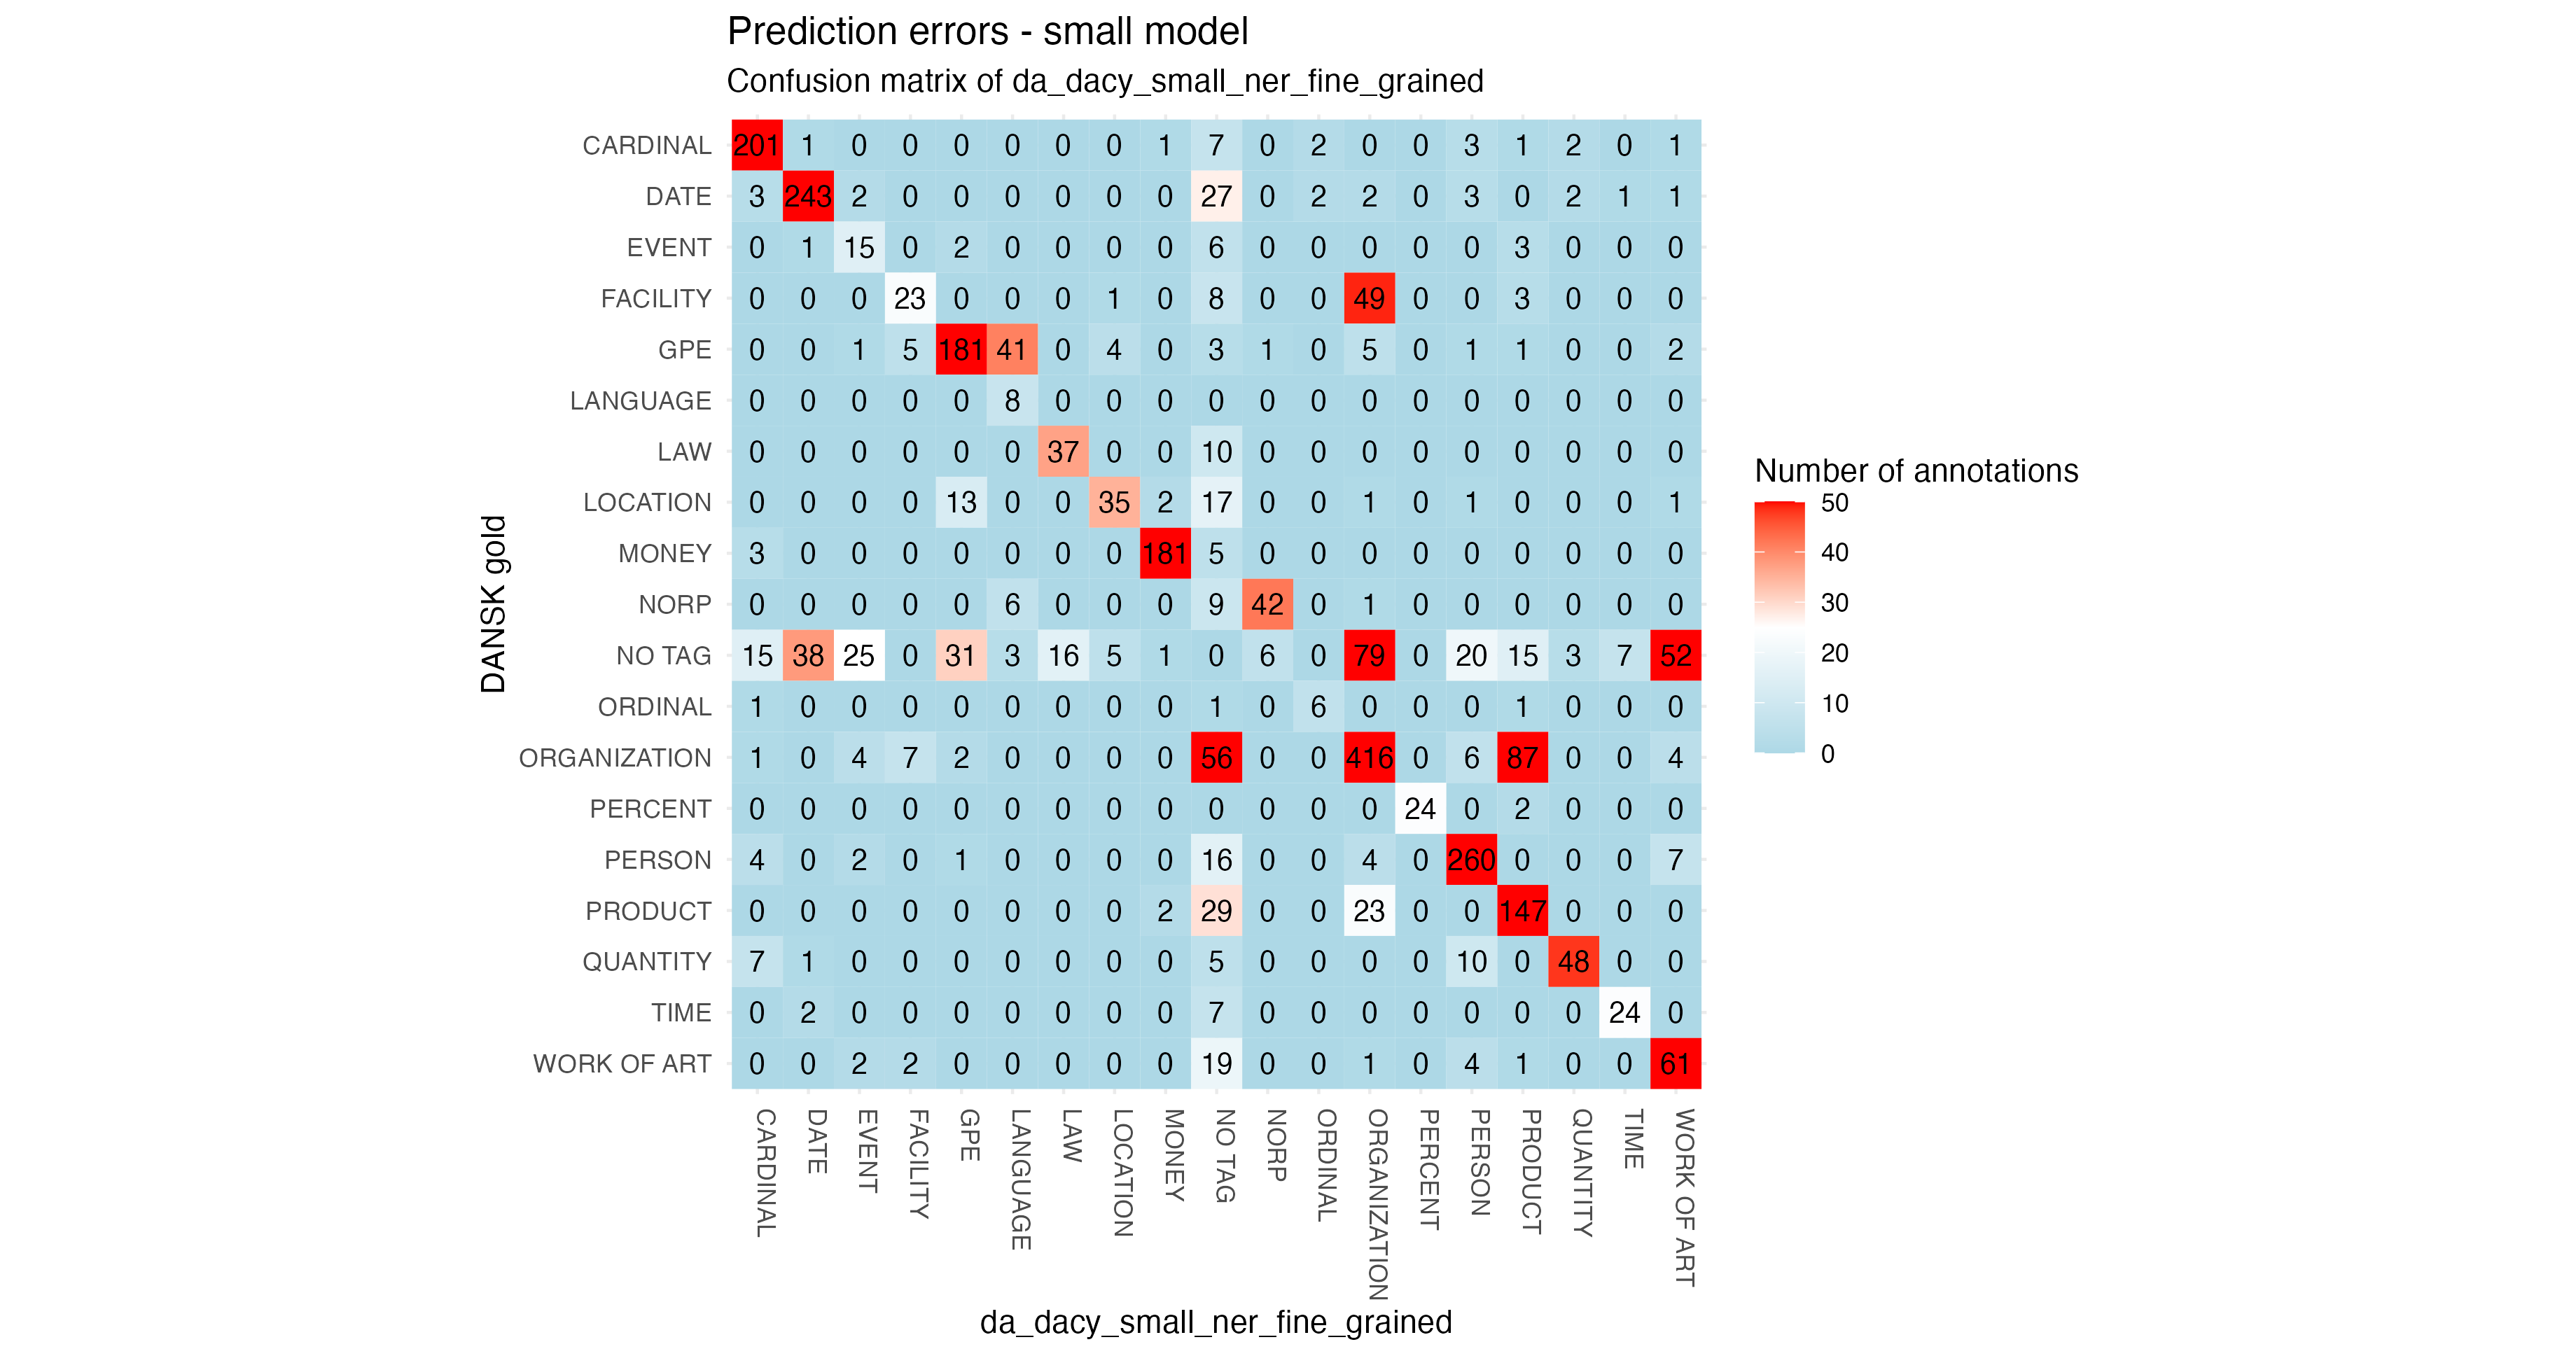 Prediction errors - small model
Confusion matrix of da_dacy_small_ner_fine_grained
DANSK gold
CARDINAL 201 1 0 0 0 0 0 0 1 7 0 2 0 0 3 1 2 0 1
DATE 3 243 2 0 0 0 0 0 0 27 0 2 2 0 3 0 2 1 1
EVENT 0 1 15 0 2 0 0 0 0 6 0 0 0 0 0 3 0 0 0
FACILITY 0 0 0 23 0 0 0 1 0 8 0 0 49 0 0 3 0 0 0
GPE 0 0 1 5 181 41 0 4 0 3 1 0 5 0 1 1 0 0 2
LANGUAGE 0 0 0 0 0 8 0 0 0 0 0 0 0 0 0 0 0 0 0
LAW 0 0 0 0 0 0 37 0 0 10 0 0 0 0 0 0 0 0 0
LOCATION 0 0 0 0 13 0 0 35 2 17 0 0 1 0 1 0 0 0 1
MONEY 3 0 0 0 0 0 0 0 181 5 0 0 0 0 0 0 0 0 0
NORP 0 0 0 0 0 6 0 0 0 9 42 0 1 0 0 0 0 0 0
NO TAG 15 38 25 0 31 3 16 5 1 0 6 0 79 0 20 15 3 7 52
ORDINAL 1 0 0 0 0 0 0 0 0 1 0 6 0 0 0 1 0 0 0
ORGANIZATION 1 0 4 7 2 0 0 0 0 56 0 0 416 0 6 87 0 0 4
PERCENT 0 0 0 0 0 0 0 0 0 0 0 0 0 24 0 2 0 0 0
PERSON 4 0 2 0 1 0 0 0 0 16 0 0 4 0 260 0 0 0 7
PRODUCT 0 0 0 0 0 0 0 0 2 29 0 0 23 0 0 147 0 0 0
QUANTITY 7 1 0 0 0 0 0 0 0 5 0 0 0 0 10 0 48 0 0
TIME 0 2 0 0 0 0 0 0 0 7 0 0 0 0 0 0 0 24 0
WORK OF ART 0 0 2 2 0 0 0 0 0 19 0 0 1 0 4 1 0 0 61
CARDINAL
DATE
EVENT
FACILITY
GPE
LANGUAGE
LAW
LOCATION
MONEY
NO TAG
NORP
ORDINAL
ORGANIZATION
PERCENT
PERSON
PRODUCT
QUANTITY
TIME
WORK OF ART
da_dacy_small_ner_fine_grained
Number of annotations
50
40
30
20
10
0